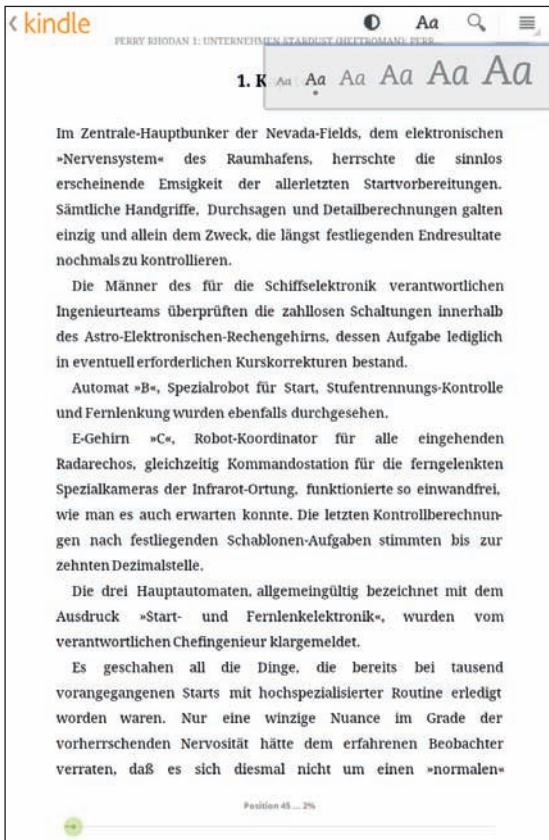 kindle
Aa
PERRY RHODAN 1: UNTERNEHMEN STARDUST (HEFTROMAN): PERR...
Aa Aa Aa Aa Aa Aa
1. K
Im Zentrale-Hauptbunker der Nevada-Fields, dem elektronischen
»Nervensystem« des Raumhafens, herrschte die sinnlos
erscheinende Emsigkeit der allerletzten Startvorbereitungen.
Sämtliche Handgriffe, Durchsagen und Detailberechnungen galten
einzig und allein dem Zweck, die längst festliegenden Endresultate
nochmals zu kontrollieren.
Die Männer des für die Schiffselektronik verantwortlichen
Ingenieurteams überprüften die zahllosen Schaltungen innerhalb
des Astro-Elektronischen-Rechengehirns, dessen Aufgabe lediglich
in eventuell erforderlichen Kurskorrekturen bestand.
Automat »B«, Spezialrobot für Start, Stufentrennungs-Kontrolle
und Fernlenkung wurden ebenfalls durchgesehen.
E-Gehirn »C«, Robot-Koordinator für alle eingehenden
Radarechos, gleichzeitig Kommandostation für die ferngelenkten
Spezialkameras der Infrarot-Ortung, funktionierte so einwandfrei,
wie man es auch erwarten konnte. Die letzten Kontrollberechnun-
gen nach festliegenden Schablonen-Aufgaben stimmten bis zur
zehnten Dezimalstelle.
Die drei Hauptautomaten, allgemeingültig bezeichnet mit dem
Ausdruck »Start- und Fernlenkelektronik«, wurden vom
verantwortlichen Chefingenieur klargemeldet.
Es geschahen all die Dinge, die bereits bei tausend
vorangegangenen Starts mit hochspezialisierter Routine erledigt
worden waren. Nur eine winzige Nuance im Grade der
vorherrschenden Nervosität hätte dem erfahrenen Beobachter
verraten, daß es sich diesmal nicht um einen »normalen«
Position 45 ... 2%